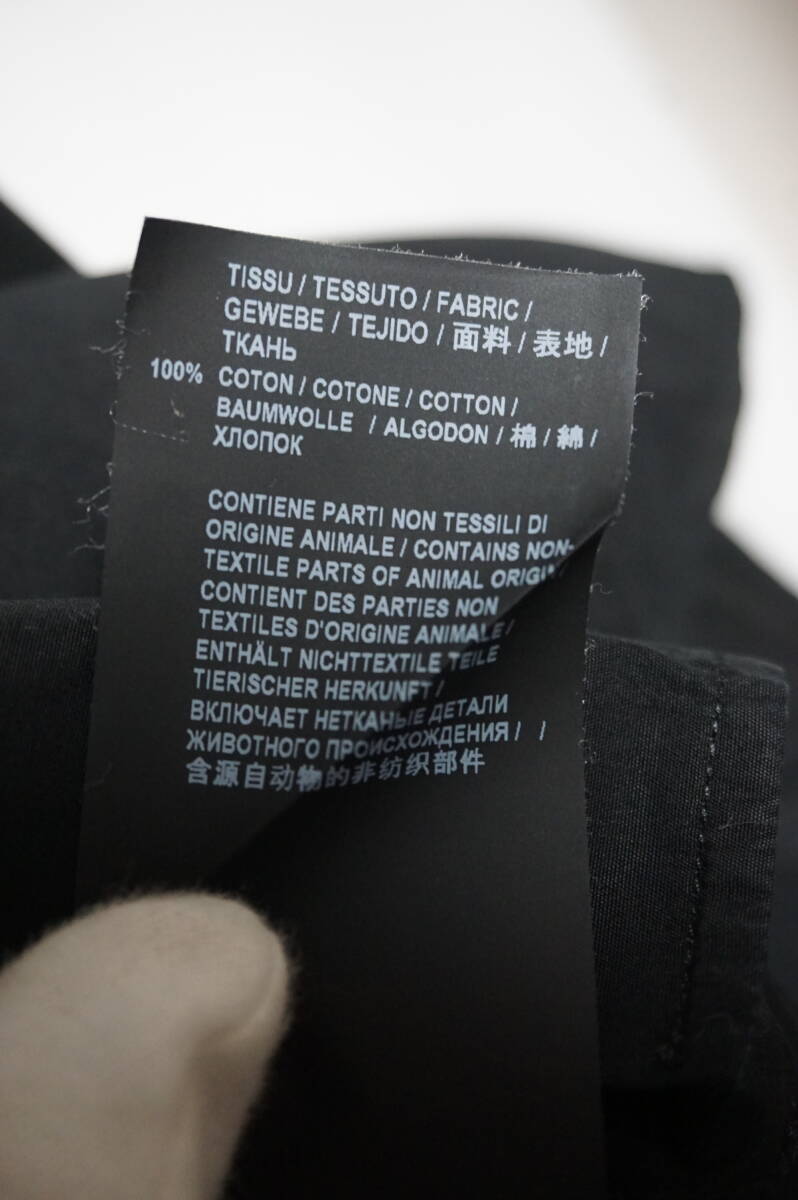 TISSU / TESSUTO / FABRIC /
GEWEBE / TEJIDO / 面料 / 表地 /
ТКАНЬ
100% COTON / COTONE / COTTON /
BAUMWOLLE / ALGODON / 棉 / 綿 /
ХЛОПОК
CONTIENE PARTI NON TESSILI DI
ORIGINE ANIMALE / CONTAINS NON-
TEXTILE PARTS OF ANIMAL ORIGIN /
CONTIENT DES PARTIES NON
TEXTILES D'ORIGINE ANIMALE /
ENTHÄLT NICHTTEXTILE TEILE
TIERISCHER HERKUNFT /
ВКЛЮЧАЕТ НЕТКАНЫЕ ДЕТАЛИ
ЖИВОТНОГО ПРОИСХОЖДЕНИЯ / /
含源自动物的非纺织部件